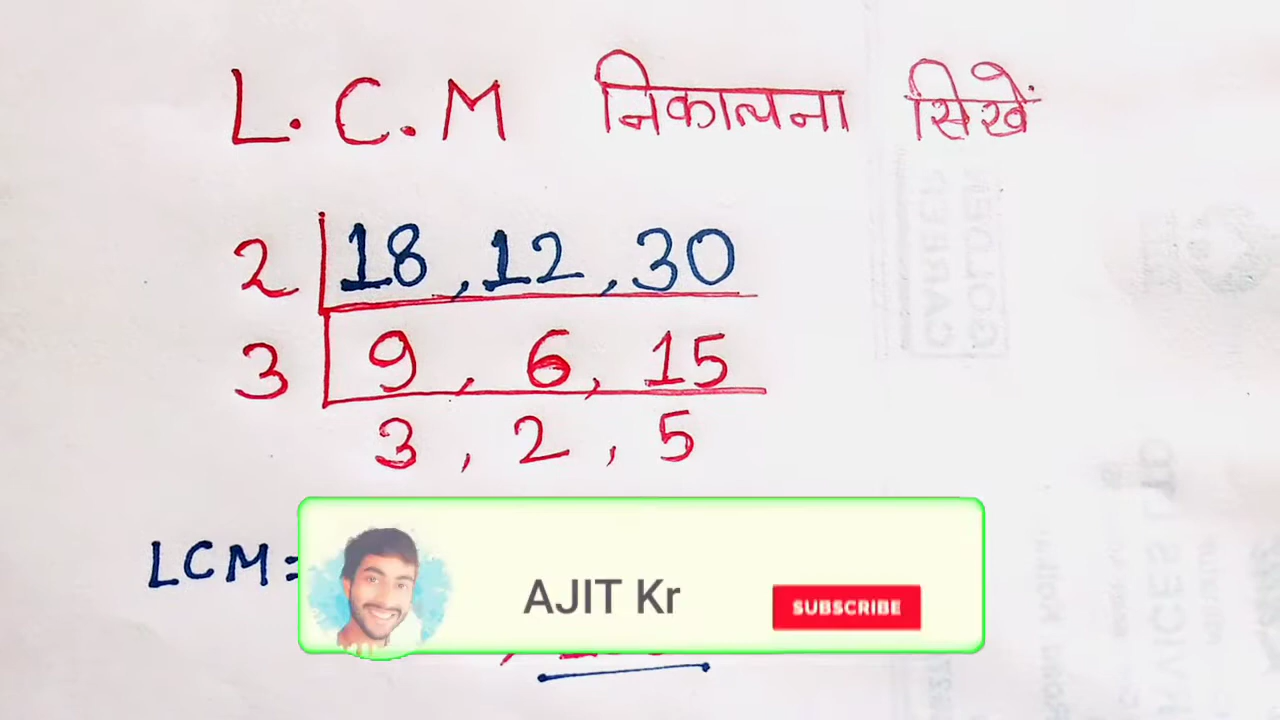 L.C.M निकालना सिखें
2 | 18 , 12 , 30
3 | 9 , 6 , 15
3 , 2 , 5
LCM =
AJIT Kr
SUBSCRIBE